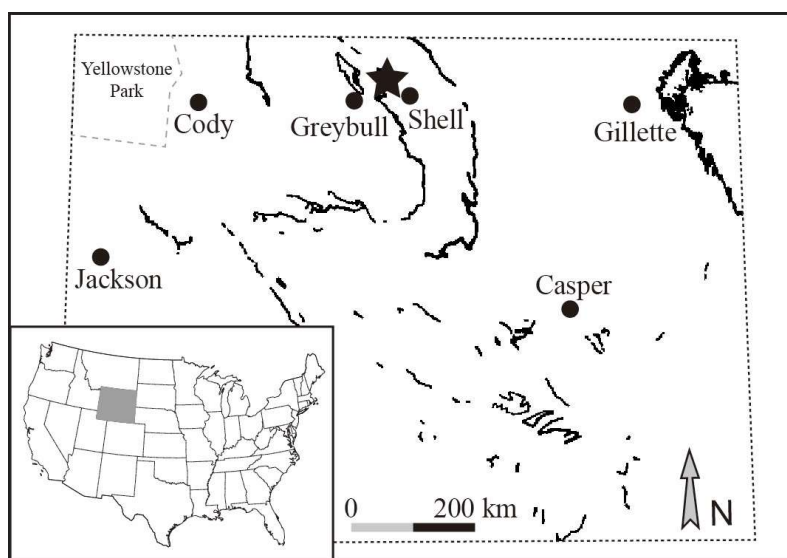 Yellowstone
Park
Cody
Greybull
Shell
Gillette
Jackson
Casper
0
200 km
N